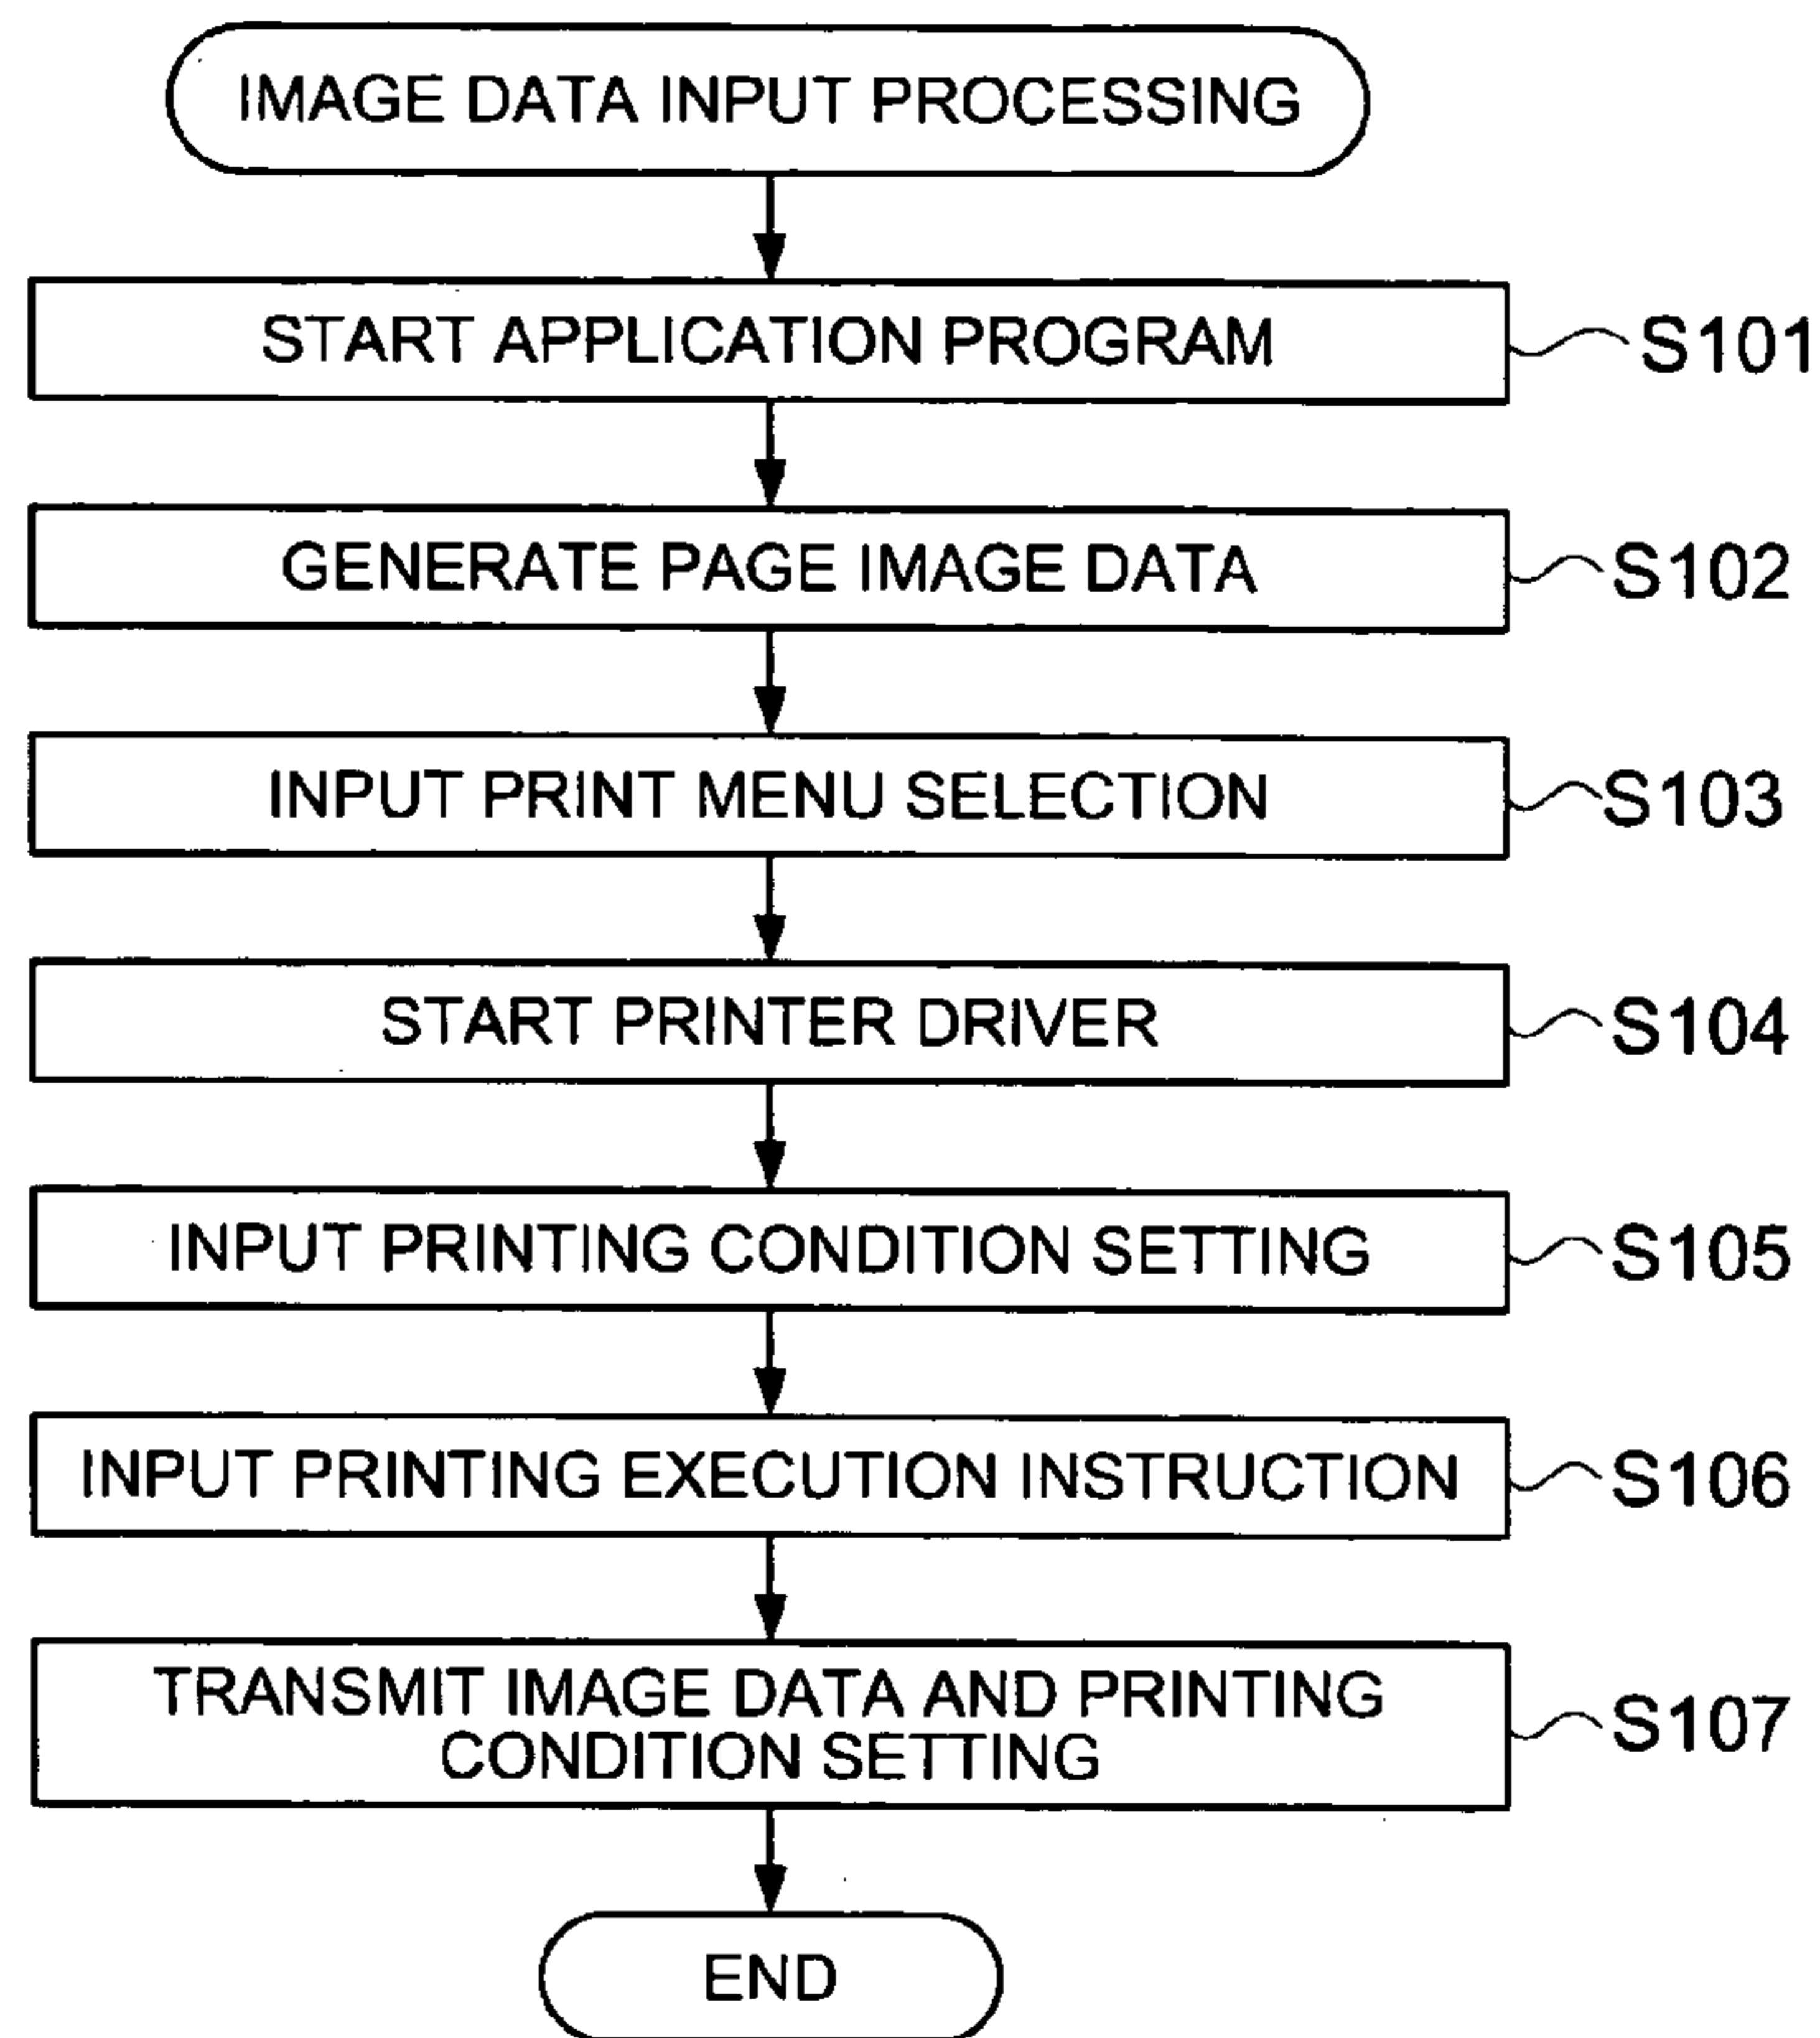 IMAGE DATA INPUT PROCESSING
START APPLICATION PROGRAM
S101
GENERATE PAGE IMAGE DATA
S102
INPUT PRINT MENU SELECTION
S103
START PRINTER DRIVER
S104
INPUT PRINTING CONDITION SETTING
S105
INPUT PRINTING EXECUTION INSTRUCTION
S106
TRANSMIT IMAGE DATA AND PRINTING
CONDITION SETTING
S107
END